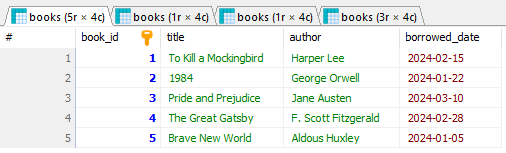 books (5r × 4c) books (1r × 4c) books (1r × 4c) books (3r × 4c)
# book_id title author borrowed_date
1 1 To Kill a Mockingbird Harper Lee 2024-02-15
2 2 1984 George Orwell 2024-01-22
3 3 Pride and Prejudice Jane Austen 2024-03-10
4 4 The Great Gatsby F. Scott Fitzgerald 2024-02-28
5 5 Brave New World Aldous Huxley 2024-01-05